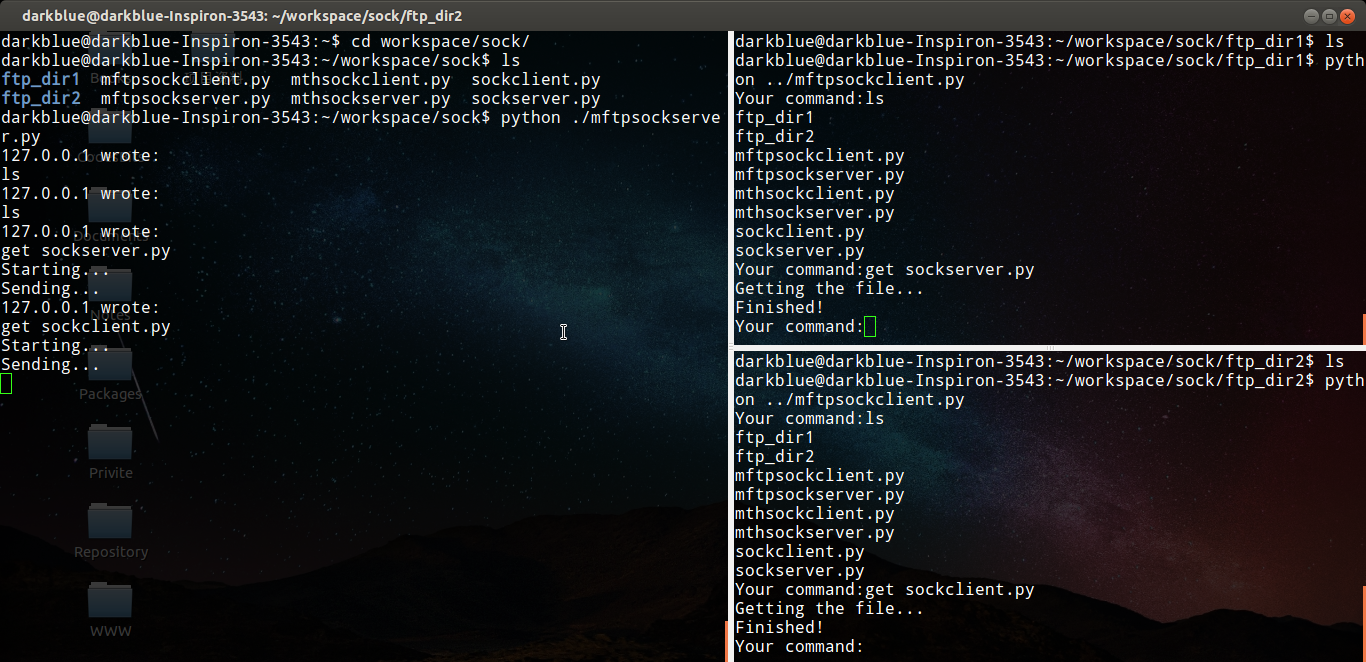 darkblue@darkblue-Inspiron-3543: ~/workspace/sock/ftp_dir2
darkblue@darkblue-Inspiron-3543:~$ cd workspace/sock/
darkblue@darkblue-Inspiron-3543:~/workspace/sock$ ls
ftp_dir1  mftpsockclient.py  mthsockclient.py  sockclient.py
ftp_dir2  mftpsockserver.py  mthsockserver.py  sockserver.py
darkblue@darkblue-Inspiron-3543:~/workspace/sock$ python ./mftpsockserve
r.py
127.0.0.1 wrote:
ls
127.0.0.1 wrote:
ls
127.0.0.1 wrote:
get sockserver.py
Starting...
Sending...
127.0.0.1 wrote:
get sockclient.py
Starting...
Sending...
Documents
Notes
Packages
Privite
Repository
WWW
darkblue@darkblue-Inspiron-3543:~/workspace/sock/ftp_dir1$ ls
darkblue@darkblue-Inspiron-3543:~/workspace/sock/ftp_dir1$ pyth
on ../mftpsockclient.py
Your command:ls
ftp_dir1
ftp_dir2
mftpsockclient.py
mftpsockserver.py
mthsockclient.py
mthsockserver.py
sockclient.py
sockserver.py
Your command:get sockserver.py
Getting the file...
Finished!
Your command:
darkblue@darkblue-Inspiron-3543:~/workspace/sock/ftp_dir2$ ls
darkblue@darkblue-Inspiron-3543:~/workspace/sock/ftp_dir2$ pyth
on ../mftpsockclient.py
Your command:ls
ftp_dir1
ftp_dir2
mftpsockclient.py
mftpsockserver.py
mthsockclient.py
mthsockserver.py
sockclient.py
sockserver.py
Your command:get sockclient.py
Getting the file...
Finished!
Your command: